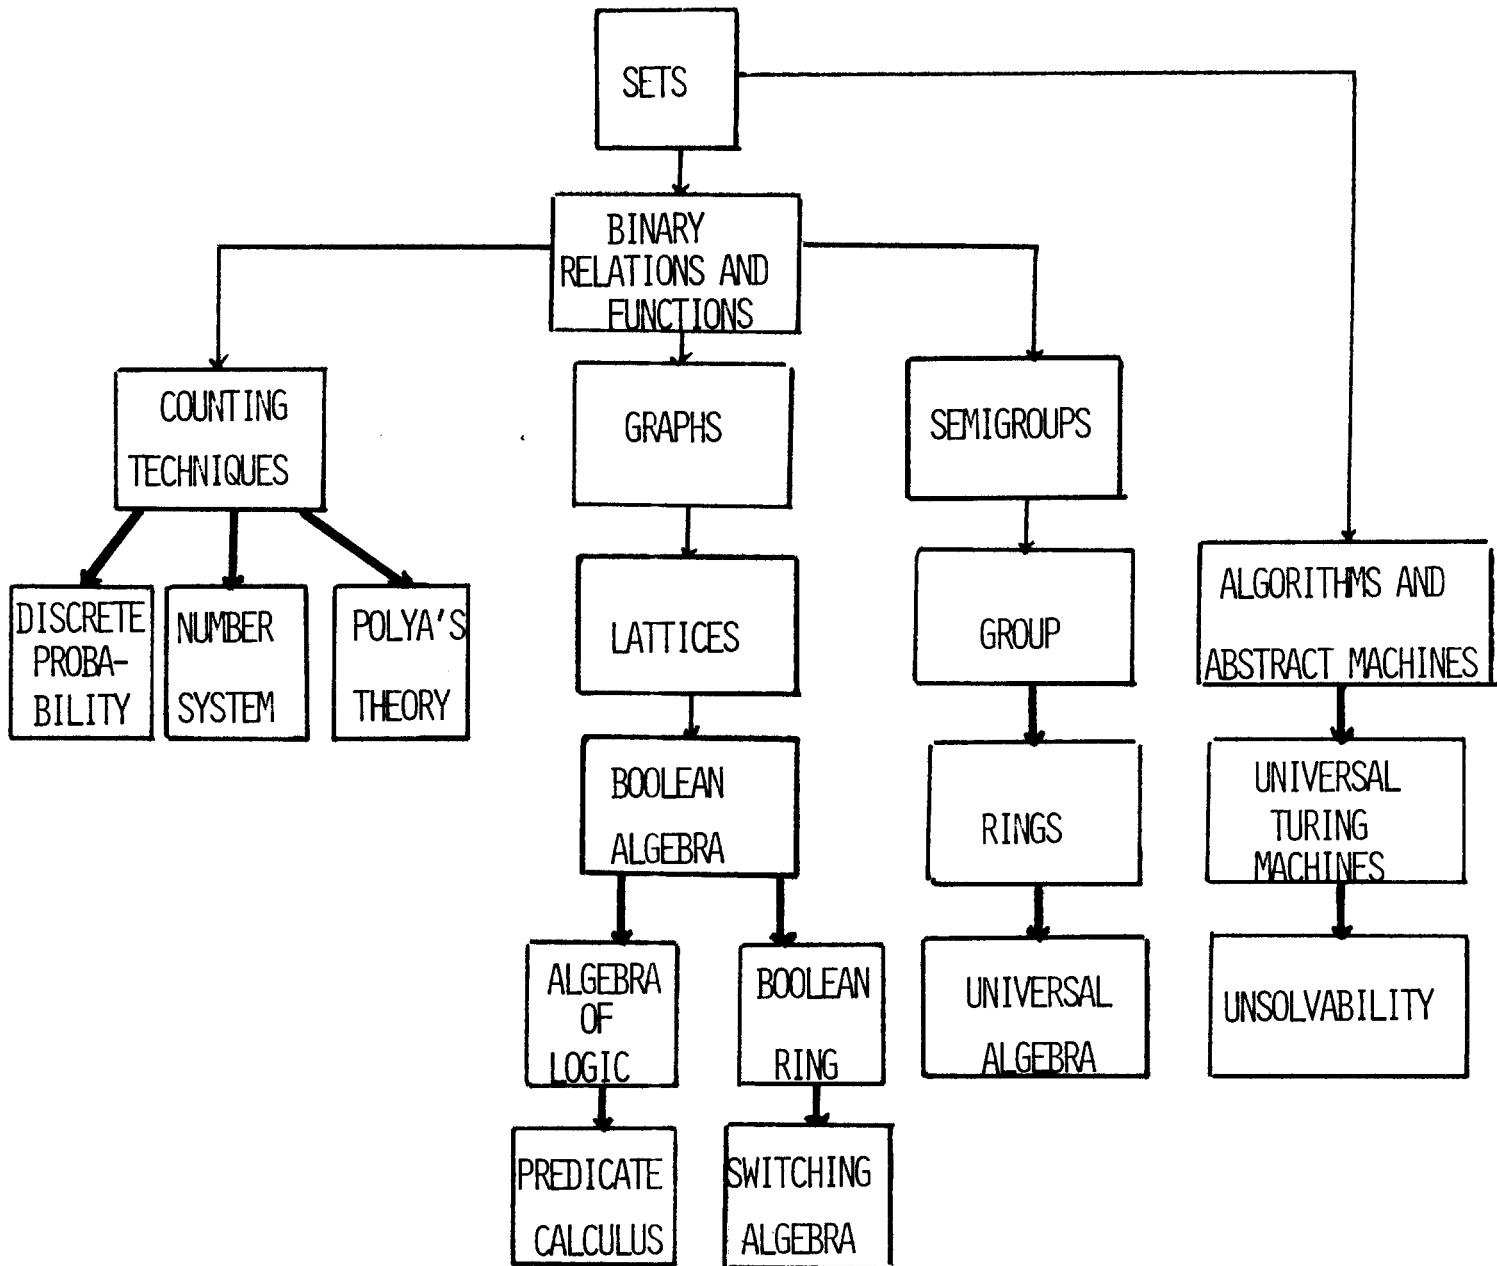 SETS
BINARY
RELATIONS AND
FUNCTIONS
COUNTING
TECHNIQUES
GRAPHS
SEMIGROUPS
DISCRETE
PROBA-
BILITY
NUMBER
SYSTEM
POLYA'S
THEORY
LATTICES
GROUP
ALGORITHMS AND
ABSTRACT MACHINES
BOOLEAN
ALGEBRA
RINGS
UNIVERSAL
TURING
MACHINES
ALGEBRA
OF
LOGIC
BOOLEAN
RING
UNIVERSAL
ALGEBRA
UNSOLVABILITY
PREDICATE
CALCULUS
SWITCHING
ALGEBRA